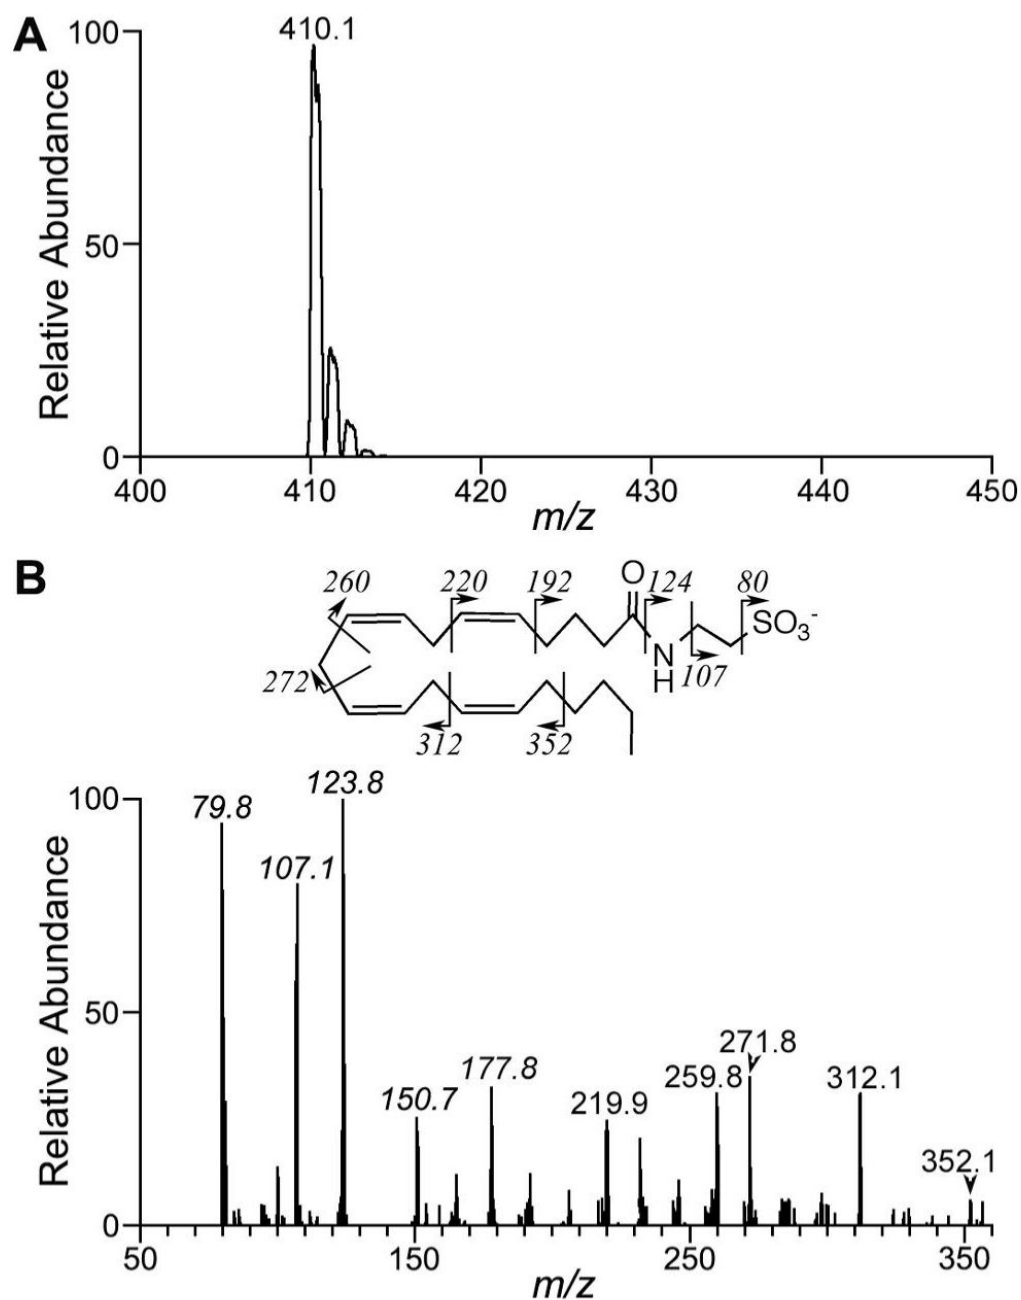 A
Relative Abundance
100
50
0
410.1
400 410 420 430 440 450
m/z
B
260 220 192 O 124 80
SO3-
N
H 107
272
312 352
Relative Abundance
100
50
0
79.8
107.1
123.8
150.7
177.8
219.9
259.8
271.8
312.1
352.1
50 150 250 350
m/z